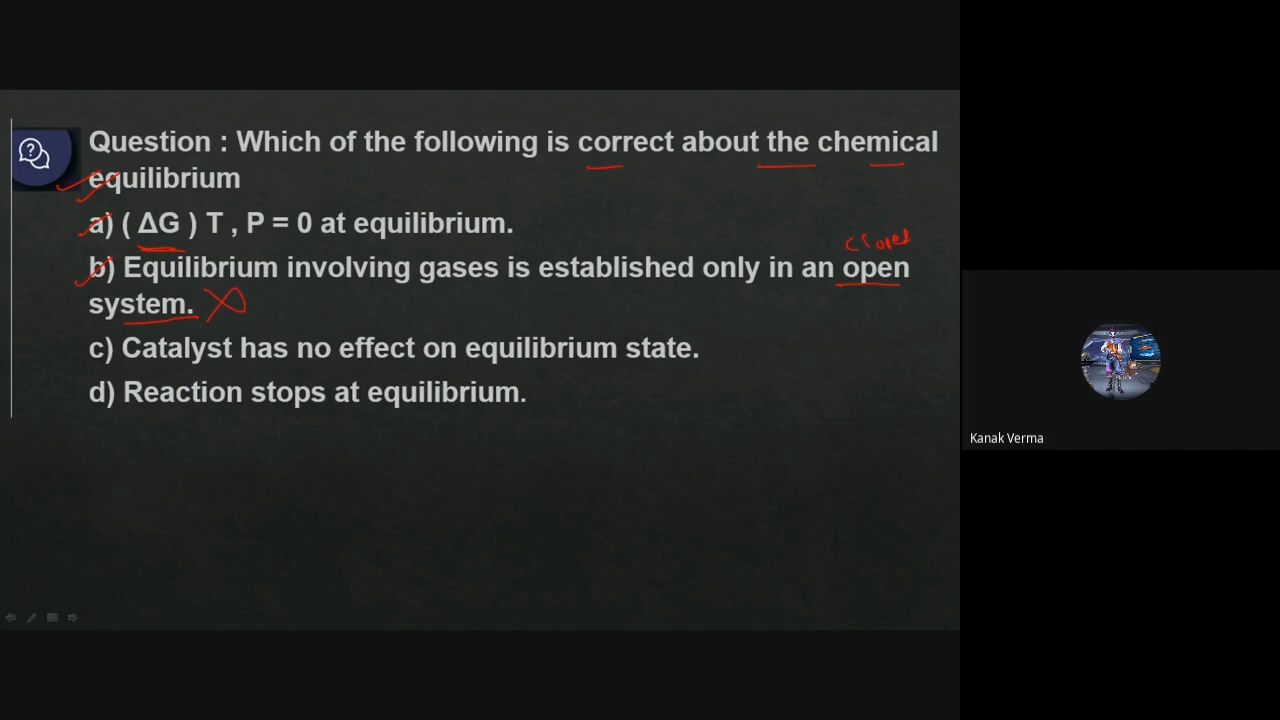 Question : Which of the following is correct about the chemical
equilibrium
a) ( ΔG ) T , P = 0 at equilibrium.
closed
b) Equilibrium involving gases is established only in an open
system.
c) Catalyst has no effect on equilibrium state.
d) Reaction stops at equilibrium.
Kanak Verma